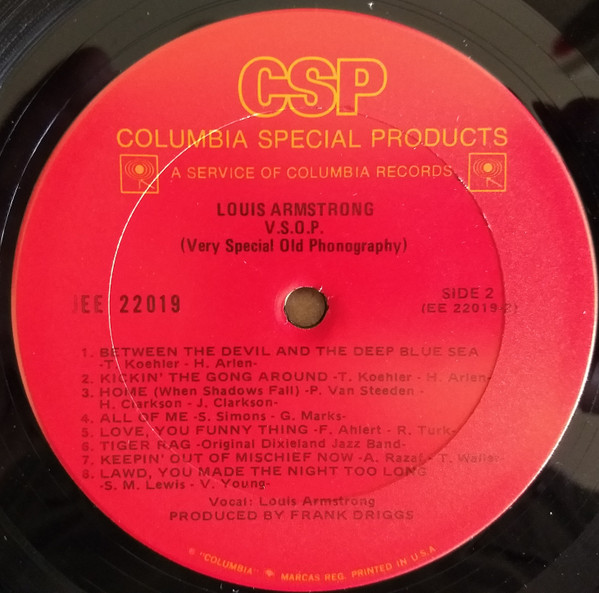 CSP
COLUMBIA SPECIAL PRODUCTS
A SERVICE OF COLUMBIA RECORDS
LOUIS ARMSTRONG
V.S.O.P.
(Very Special Old Phonography)
JEE 22019
SIDE 2
(EE 22019-2)
1. BETWEEN THE DEVIL AND THE DEEP BLUE SEA
-T. Koehler - H. Arlen-
2. KICKIN' THE GONG AROUND -T. Koehler - H. Arlen-
3. HOME (When Shadows Fall) -P. Van Steeden -
H. Clarkson - J. Clarkson-
4. ALL OF ME -S. Simons - G. Marks-
5. LOVE, YOU FUNNY THING -F. Ahlert - R. Turk-
6. TIGER RAG -Original Dixieland Jazz Band-
7. KEEPIN' OUT OF MISCHIEF NOW -A. Razaf - T. Waller-
8. LAWD, YOU MADE THE NIGHT TOO LONG
-S. M. Lewis - V. Young-
Vocal: Louis Armstrong
PRODUCED BY FRANK DRIGGS
® "COLUMBIA" MARCAS REG. PRINTED IN U.S.A